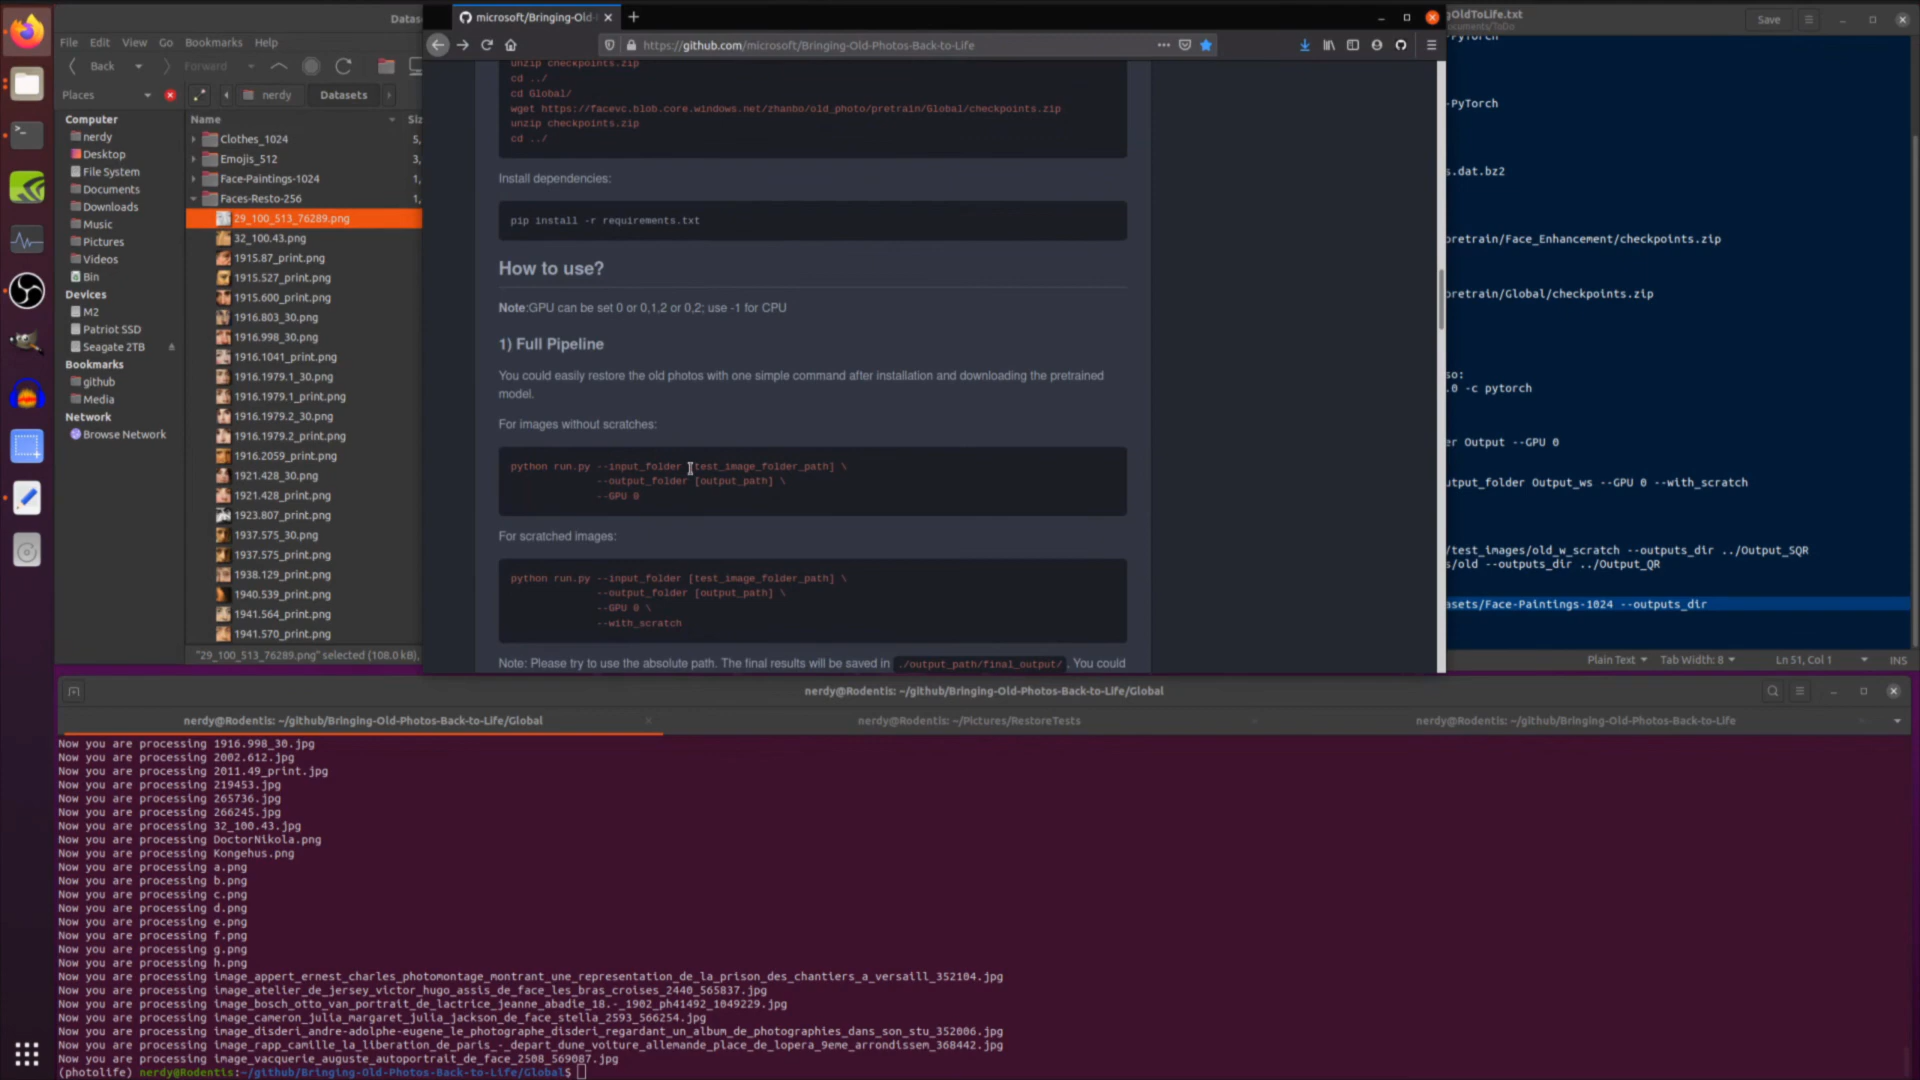 File Edit View Go Bookmarks Help
Back
Forward
Places
nerdy
Datasets
Computer
nerdy
Desktop
File System
Documents
Downloads
Music
Pictures
Videos
Bin
Devices
M2
Patriot SSD
Seagate 2TB
Bookmarks
github
Media
Network
Browse Network
Name
Clothes_1024
Emojis_512
Face-Paintings-1024
Faces-Resto-256
29_100_513_76289.png
32_100.43.png
1915.87_print.png
1915.527_print.png
1915.600_print.png
1916.803_30.png
1916.998_30.png
1916.1041_print.png
1916.1979.1_30.png
1916.1979.1_print.png
1916.1979.2_30.png
1916.1979.2_print.png
1916.2059_print.png
1921.428_30.png
1921.428_print.png
1923.807_print.png
1937.575_30.png
1937.575_print.png
1938.129_print.png
1940.539_print.png
1941.564_print.png
1941.570_print.png
"29_100_513_76289.png" selected (108.0 kB),
microsoft/Bringing-Old-
https://github.com/microsoft/Bringing-Old-Photos-Back-to-Life
unzip checkpoints.zip
cd ../
cd Global/
wget https://facevc.blob.core.windows.net/zhanbo/old_photo/pretrain/Global/checkpoints.zip
unzip checkpoints.zip
cd ../
Install dependencies:
pip install -r requirements.txt
How to use?
Note:GPU can be set 0 or 0,1,2 or 0,2; use -1 for CPU
1) Full Pipeline
You could easily restore the old photos with one simple command after installation and downloading the pretrained
model.
For images without scratches:
python run.py --input_folder [test_image_folder_path] \
--output_folder [output_path] \
--GPU 0
For scratched images:
python run.py --input_folder [test_image_folder_path] \
--output_folder [output_path] \
--GPU 0 \
--with_scratch
Note: Please try to use the absolute path. The final results will be saved in ./output_path/final_output/ . You could
gOldToLife.txt
Save
-PyTorch
s.dat.bz2
retrain/Face_Enhancement/checkpoints.zip
retrain/Global/checkpoints.zip
so:
.0 -c pytorch
er Output --GPU 0
utput_folder Output_ws --GPU 0 --with_scratch
/test_images/old_w_scratch --outputs_dir ../Output_SQR
s/old --outputs_dir ../Output_QR
asets/Face-Paintings-1024 --outputs_dir
Plain Text Tab Width: 8 Ln 51, Col 1 INS
nerdy@Rodentis: ~/github/Bringing-Old-Photos-Back-to-Life/Global
nerdy@Rodentis: ~/github/Bringing-Old-Photos-Back-to-Life/Global
nerdy@Rodentis: ~/Pictures/RestoreTests
nerdy@Rodentis: ~/github/Bringing-Old-Photos-Back-to-Life
Now you are processing 1916.998_30.jpg
Now you are processing 2002.612.jpg
Now you are processing 2011.49_print.jpg
Now you are processing 219453.jpg
Now you are processing 265736.jpg
Now you are processing 266245.jpg
Now you are processing 32_100.43.jpg
Now you are processing DoctorNikola.png
Now you are processing Kongehus.png
Now you are processing a.png
Now you are processing b.png
Now you are processing c.png
Now you are processing d.png
Now you are processing e.png
Now you are processing f.png
Now you are processing g.png
Now you are processing h.png
Now you are processing image_appert_ernest_charles_photomontage_montrant_une_representation_de_la_prison_des_chantiers_a_versaill_352104.jpg
Now you are processing image_atelier_de_jersey_victor_hugo_assis_de_face_les_bras_croises_2440_565837.jpg
Now you are processing image_bosch_otto_van_portrait_de_lactrice_jeanne_abadie_18.-_1902_ph41492_1049229.jpg
Now you are processing image_cameron_julia_margaret_julia_jackson_de_face_stella_2593_566254.jpg
Now you are processing image_disderi_andre-adolphe-eugene_le_photographe_disderi_regardant_un_album_de_photographies_dans_son_stu_352006.jpg
Now you are processing image_rapp_camille_la_liberation_de_paris_-_depart_dune_voiture_allemande_place_de_lopera_9eme_arrondissem_368442.jpg
Now you are processing image_vacquerie_auguste_autoportrait_de_face_2508_569087.jpg
(photolife) nerdy@Rodentis:~/github/Bringing-Old-Photos-Back-to-Life/Global$